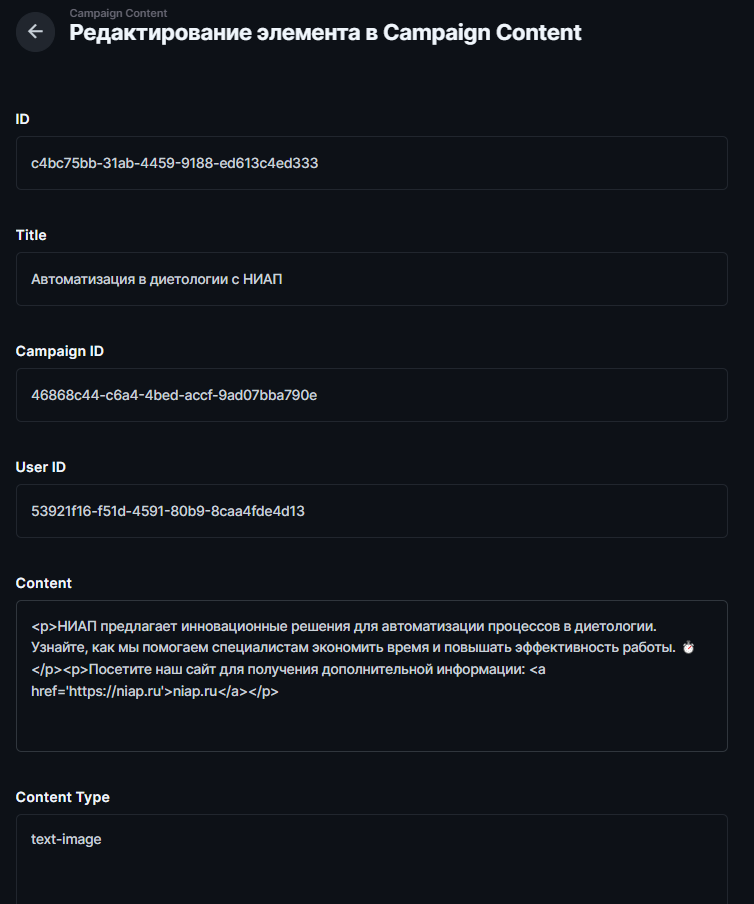 Campaign Content
Редактирование элемента в Campaign Content
ID
c4bc75bb-31ab-4459-9188-ed613c4ed333
Title
Автоматизация в диетологии с НИАП
Campaign ID
46868c44-c6a4-4bed-accf-9ad07bba790e
User ID
53921f16-f51d-4591-80b9-8caa4fde4d13
Content
<p>НИАП предлагает инновационные решения для автоматизации процессов в диетологии.
Узнайте, как мы помогаем специалистам экономить время и повышать эффективность работы. ⏱
</p><p>Посетите наш сайт для получения дополнительной информации: <a
href='https://niap.ru'>niap.ru</a></p>
Content Type
text-image